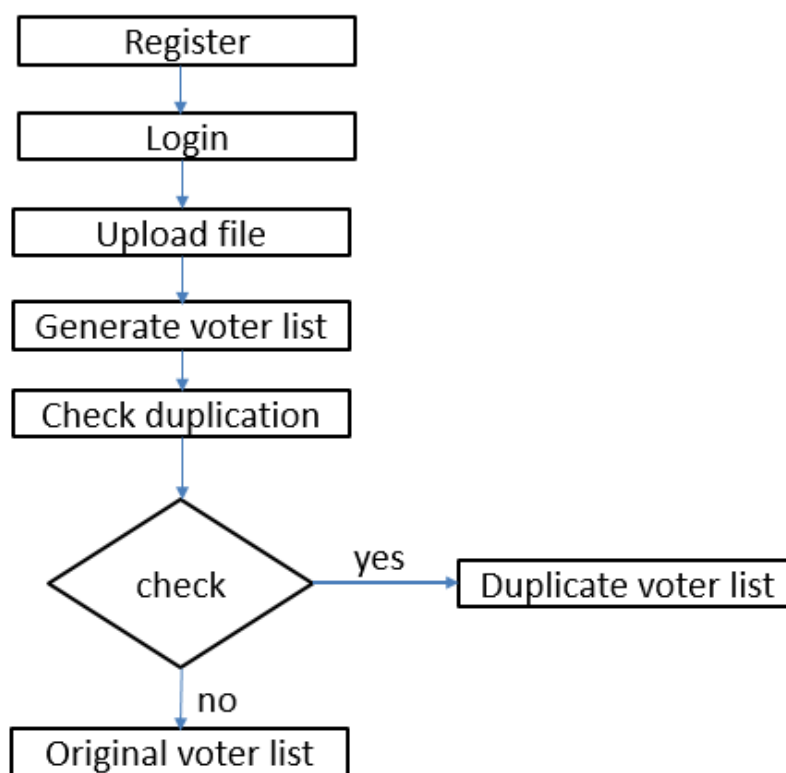 Register
Login
Upload file
Generate voter list
Check duplication
check
yes
Duplicate voter list
no
Original voter list